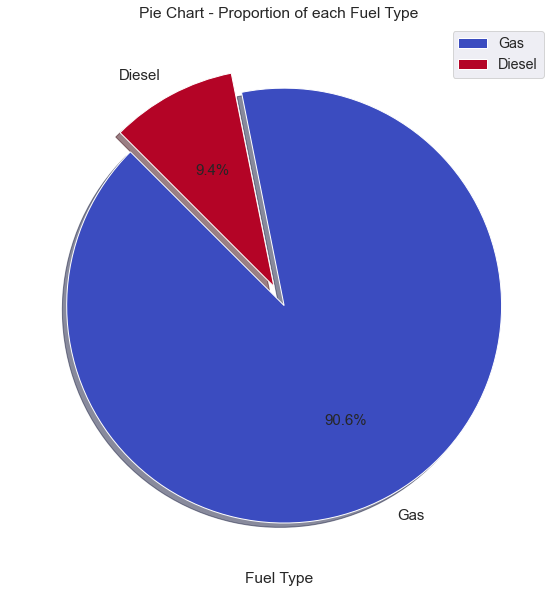 Pie Chart - Proportion of each Fuel Type
Gas
Diesel
Diesel
9.4%
90.6%
Gas
Fuel Type